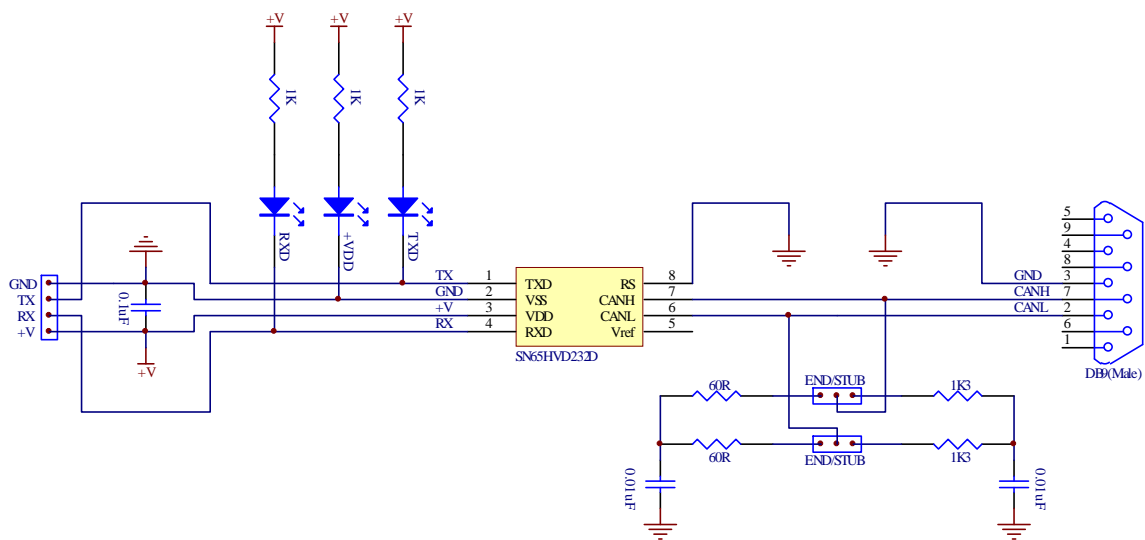 +V +V +V
1K 1K 1K
RXD +VDD TXD
GND
TX
RX
+V
0.1uF
+V
TX 1 TXD
GND 2 VSS
+V 3 VDD
RX 4 RXD
RS 8
CANH 7
CANL 6
Vref 5
SN65HVD232D
5
9
4
8
GND 3
CANH 7
CANL 2
6
1
DB9(Male)
60R END/STUB 1K3
60R END/STUB 1K3
0.01uF 0.01uF